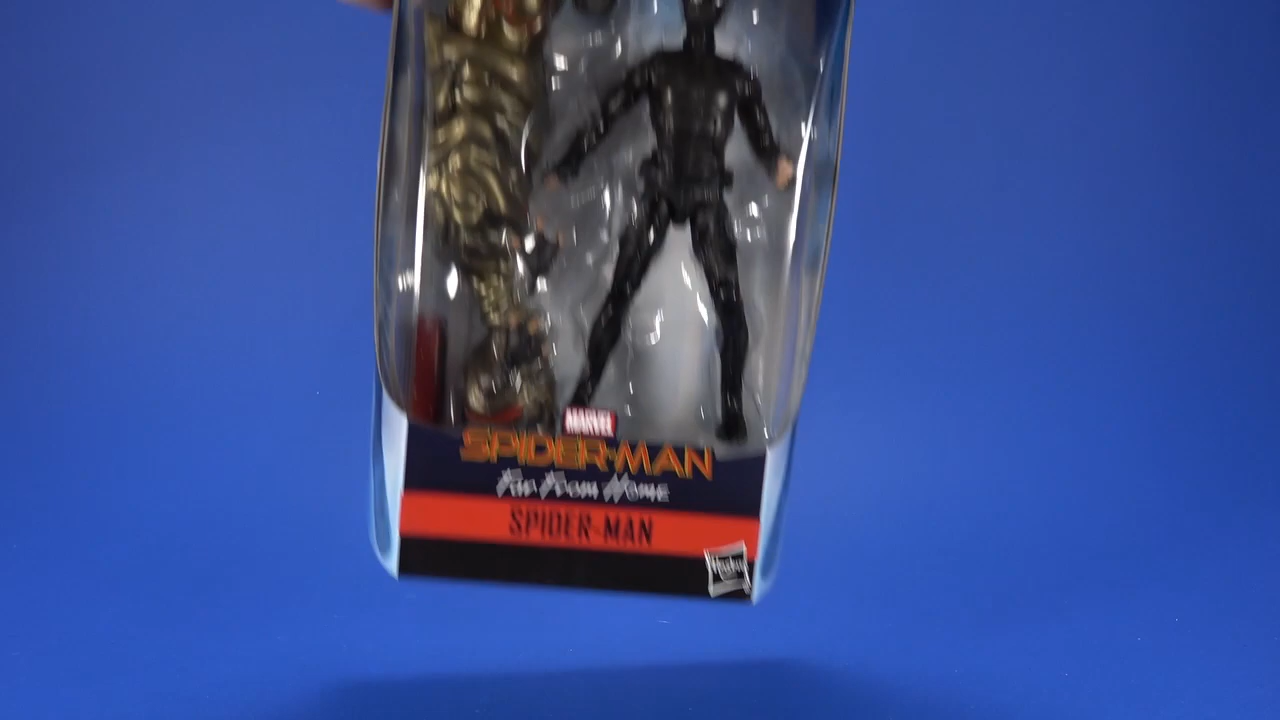 MARVEL
SPIDER-MAN
FAR FROM HOME
SPIDER-MAN
Hasbro